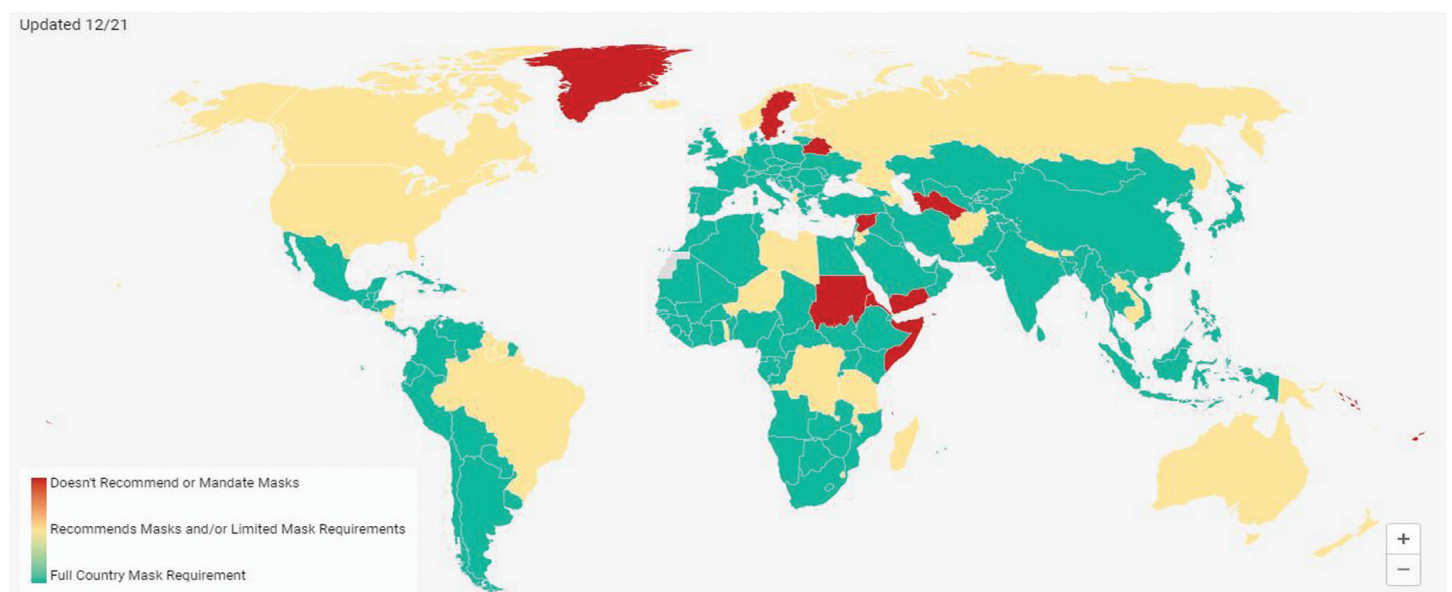 Updated 12/21
Doesn't Recommend or Mandate Masks
Recommends Masks and/or Limited Mask Requirements
Full Country Mask Requirement
+
−